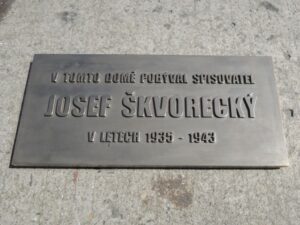 V TOMTO DOMĚ POBÝVAL SPISOVATEL
JOSEF ŠKVORECKÝ
V LETECH 1935 - 1943